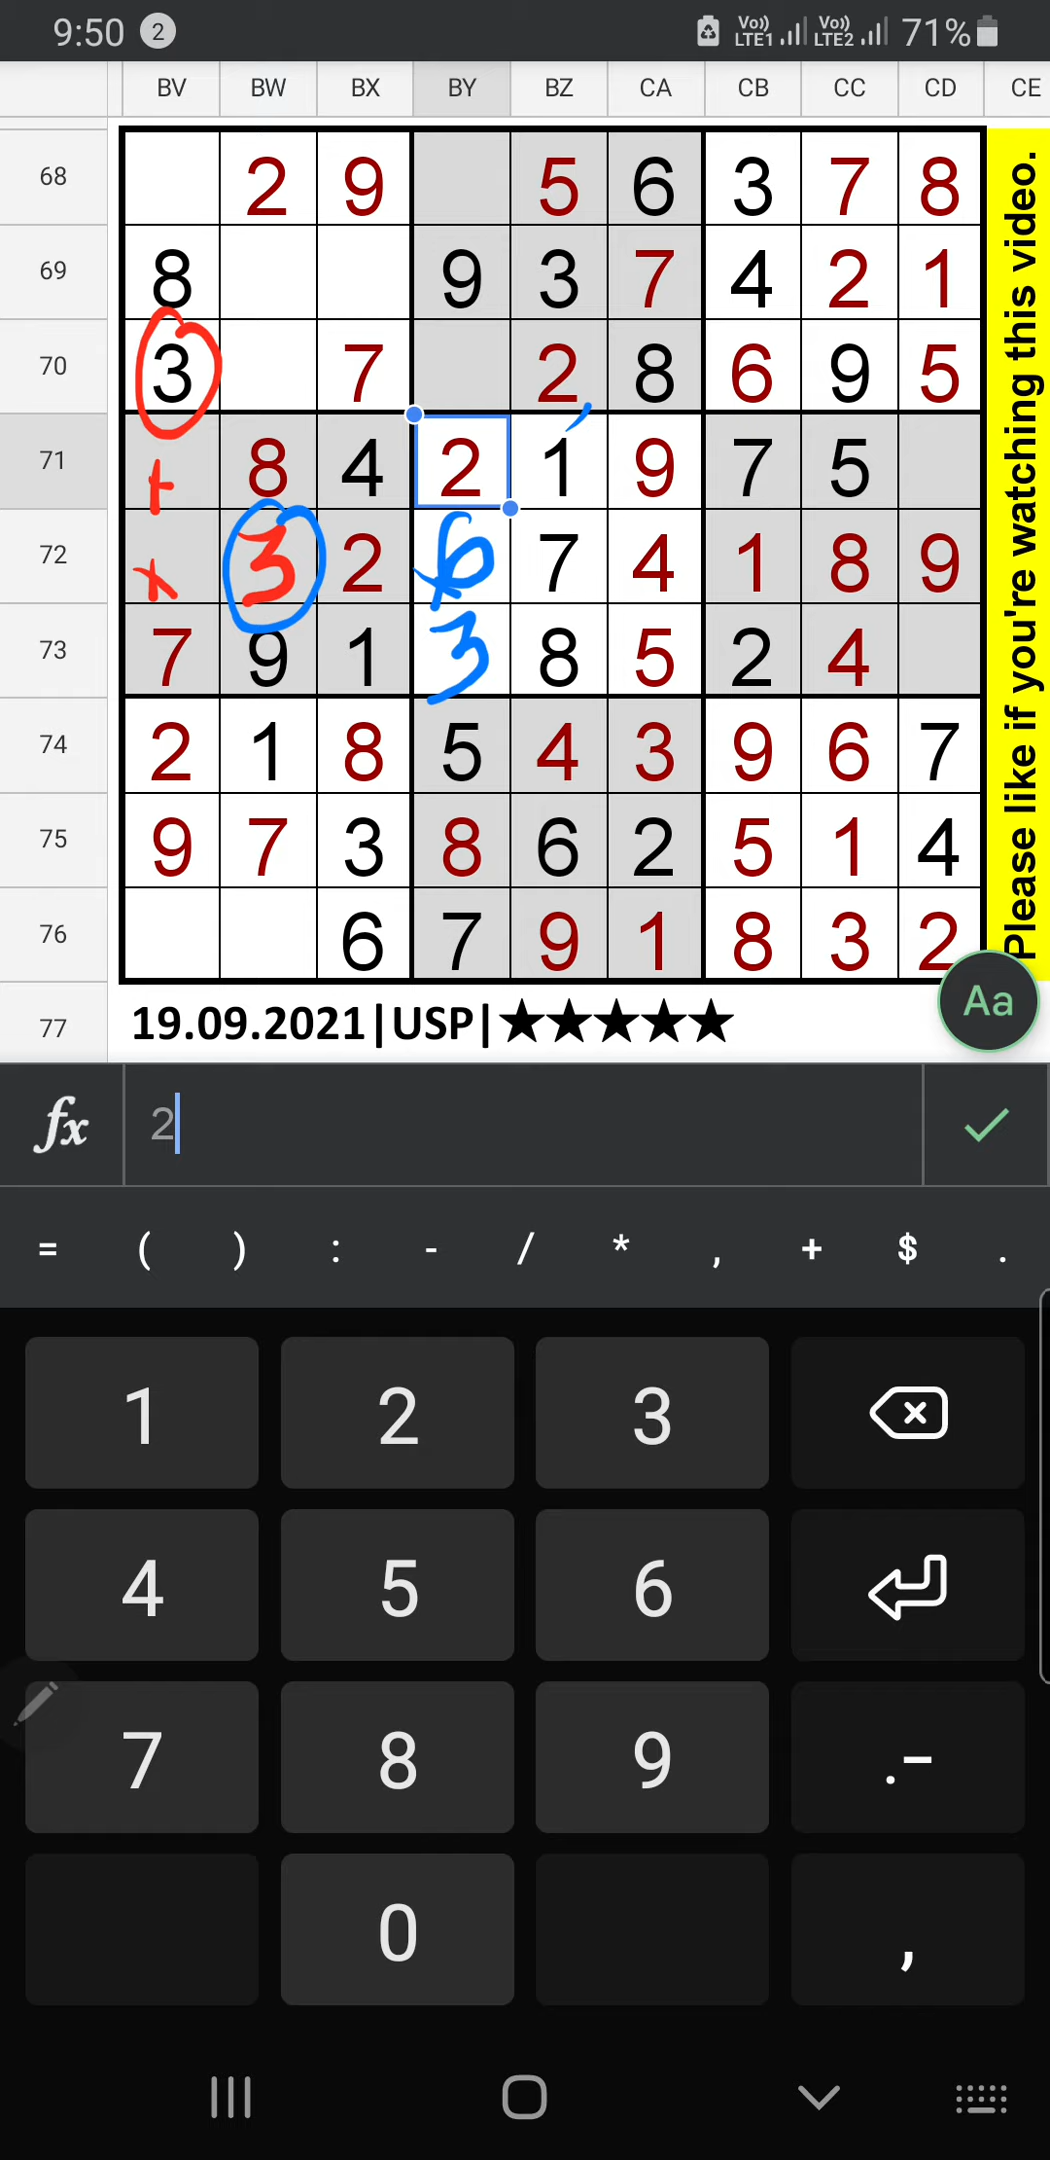 9:50 2 Vo)) LTE1 Vo)) LTE2 71%
BV BW BX BY BZ CA CB CC CD CE
68 2 9 5 6 3 7 8
69 8 9 3 7 4 2 1
70 3 7 2 8 6 9 5
71 8 4 2 1 9 7 5
72 3 2 6 7 4 1 8 9
73 7 9 1 3 8 5 2 4
74 2 1 8 5 4 3 9 6 7
75 9 7 3 8 6 2 5 1 4
76 6 7 9 1 8 3 2
77 19.09.2021|USP|★★★★★
Please like if you're watching this video.
Aa
fx 2
= ( ) : - / * , + $ .
1 2 3
4 5 6
7 8 9 .-
0 ,